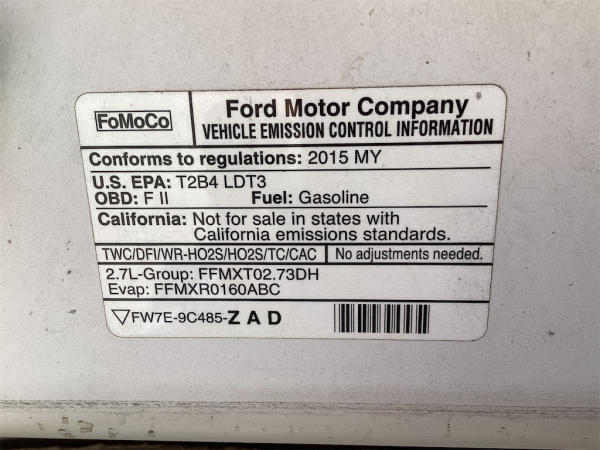 FoMoCo
Ford Motor Company
VEHICLE EMISSION CONTROL INFORMATION
Conforms to regulations: 2015 MY
U.S. EPA: T2B4 LDT3
OBD: F II Fuel: Gasoline
California: Not for sale in states with
California emissions standards.
TWC/DFI/WR-HO2S/HO2S/TC/CAC No adjustments needed.
2.7L-Group: FFMXT02.73DH
Evap: FFMXR0160ABC
FW7E-9C485-Z A D